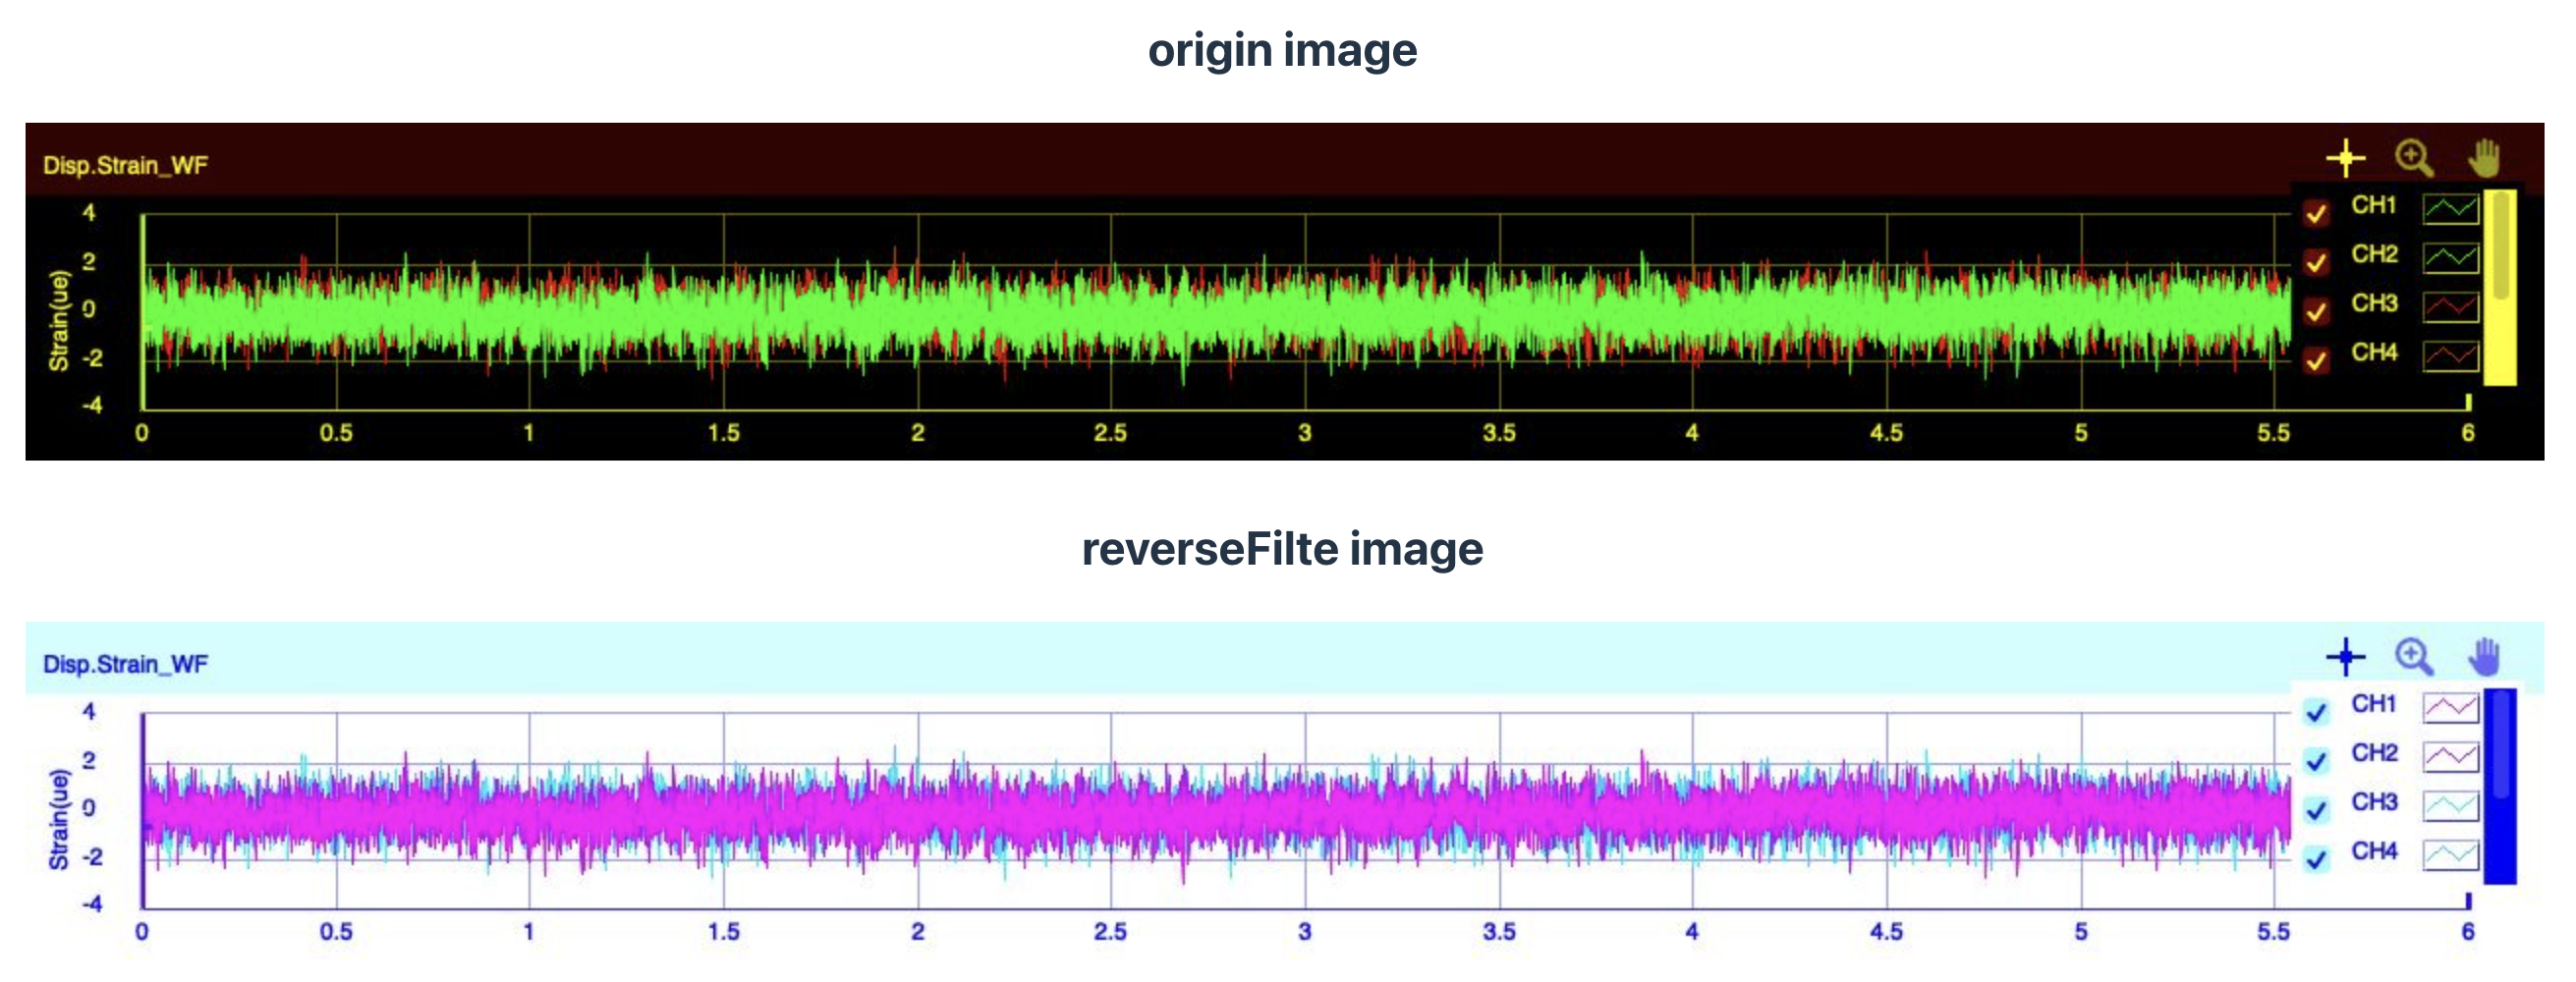 origin image
Disp.Strain_WF
4
2
0
-2
-4
Strain(ue)
0 0.5 1 1.5 2 2.5 3 3.5 4 4.5 5 5.5 6
CH1
CH2
CH3
CH4
reverseFilte image
Disp.Strain_WF
4
2
0
-2
-4
Strain(ue)
0 0.5 1 1.5 2 2.5 3 3.5 4 4.5 5 5.5 6
CH1
CH2
CH3
CH4